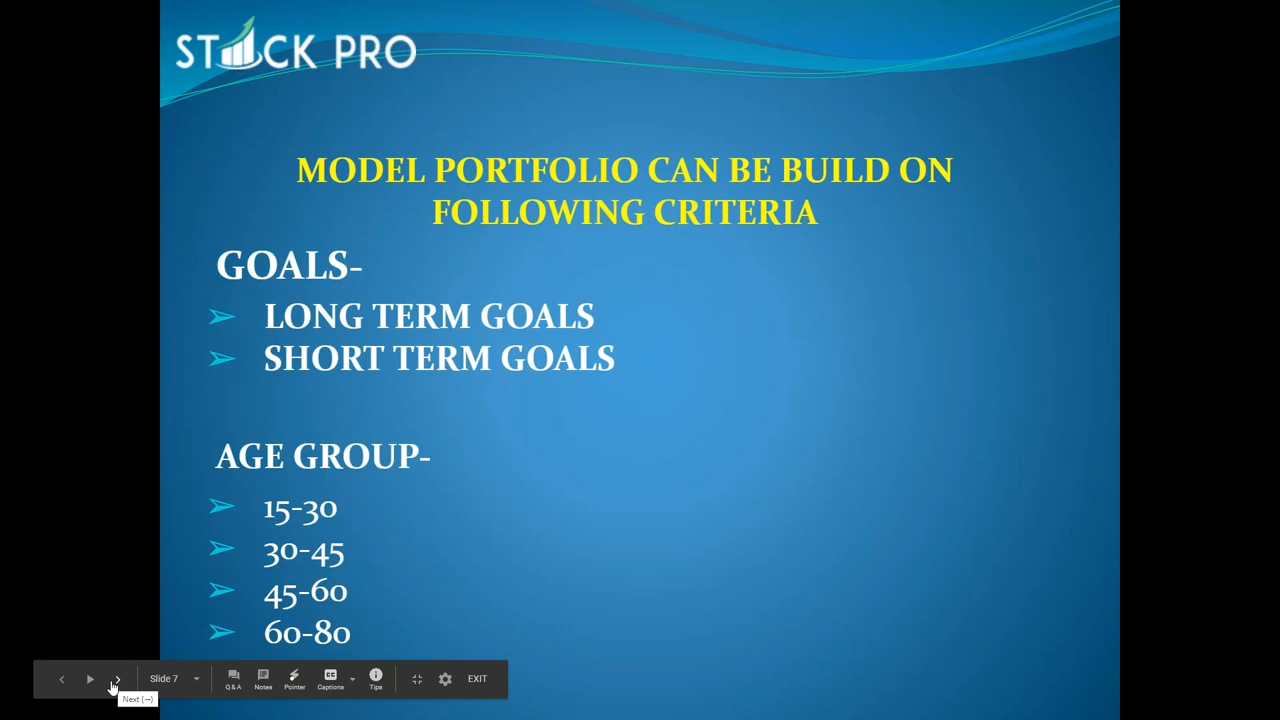 STOCK PRO
MODEL PORTFOLIO CAN BE BUILD ON
FOLLOWING CRITERIA
GOALS-
LONG TERM GOALS
SHORT TERM GOALS
AGE GROUP-
15-30
30-45
45-60
60-80
Slide 7
Q&A
Notes
Pointer
Captions
Tips
EXIT
Next (→)